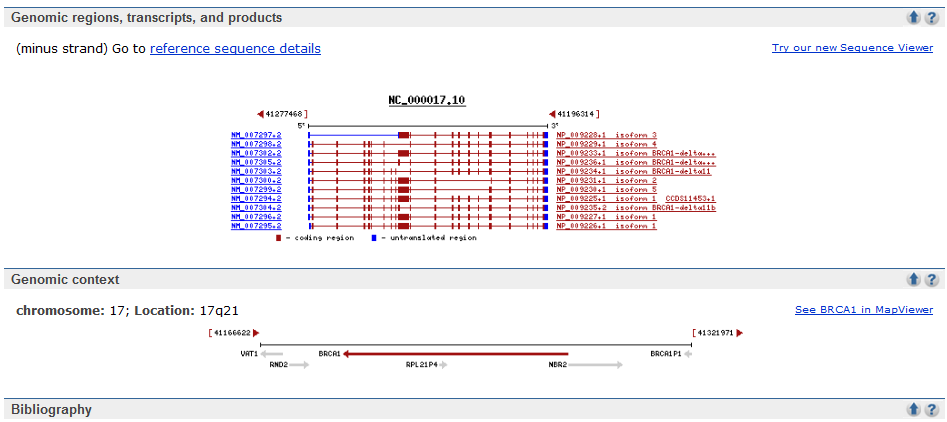 Genomic regions, transcripts, and products
(minus strand) Go to reference sequence details Try our new Sequence Viewer
NC_000017.10
41277468 ] [ 41196314 ]
5' 3'
NM_007297.2 NP_009228.1 isoform 3
NM_007298.2 NP_009229.1 isoform 4
NM_007302.2 NP_009233.1 isoform BRCA1-delta...
NM_007305.2 NP_009236.1 isoform BRCA1-delta...
NM_007303.2 NP_009234.1 isoform BRCA1-delta11
NM_007300.2 NP_009231.1 isoform 2
NM_007299.2 NP_009230.1 isoform 5
NM_007294.2 NP_009225.1 isoform 1 CCDS11453.1
NM_007304.2 NP_009235.2 isoform BRCA1-delta11b
NM_007296.2 NP_009227.1 isoform 1
NM_007295.2 NP_009226.1 isoform 1
- coding region - untranslated region
Genomic context
chromosome: 17; Location: 17q21 See BRCA1 in MapViewer
[ 41166622 [ 41321971
VAT1 BRCA1 BRCA1P1
RND2 RPL21P4 NBR2
Bibliography